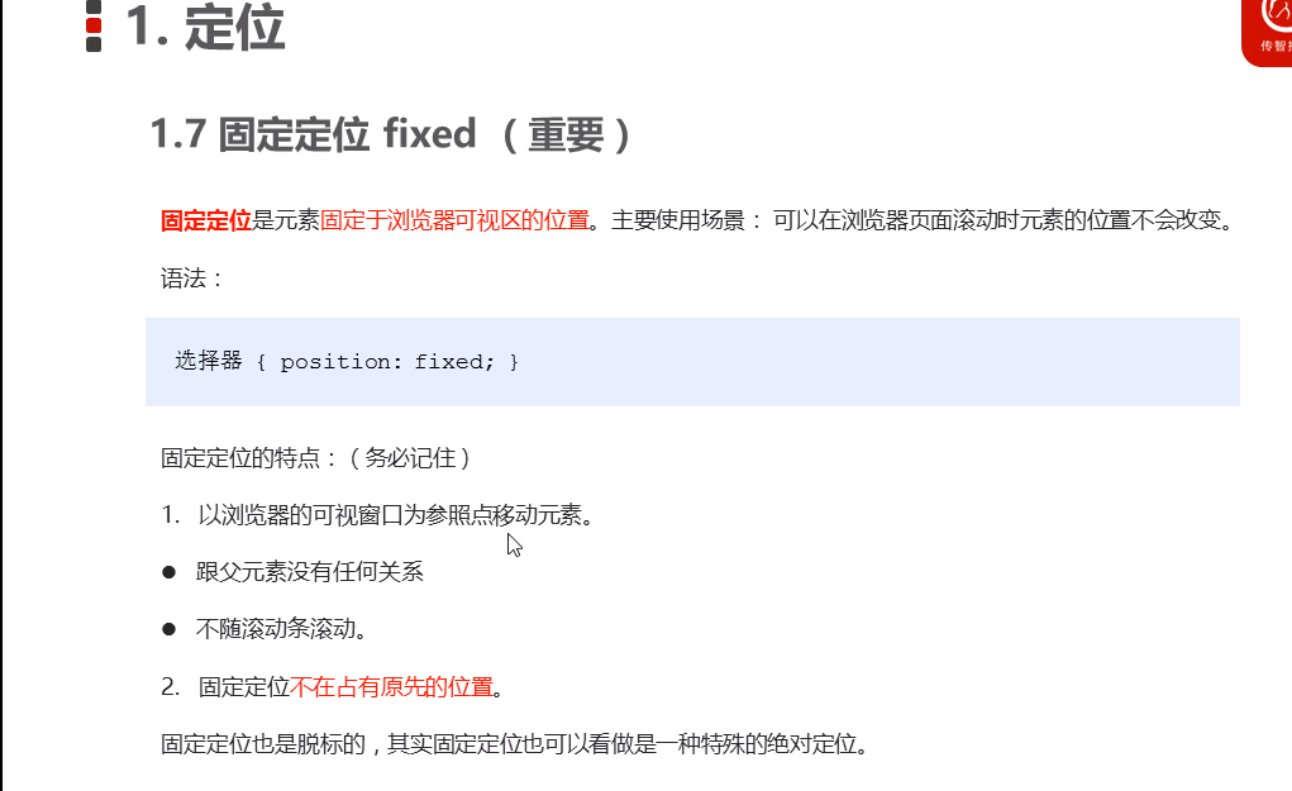 1. 定位
传智
1.7 固定定位 fixed （重要）
固定定位是元素固定于浏览器可视区的位置。主要使用场景： 可以在浏览器页面滚动时元素的位置不会改变。
语法：
选择器 { position: fixed; }
固定定位的特点：（务必记住）
1. 以浏览器的可视窗口为参照点移动元素。
● 跟父元素没有任何关系
● 不随滚动条滚动。
2. 固定定位不在占有原先的位置。
固定定位也是脱标的，其实固定定位也可以看做是一种特殊的绝对定位。